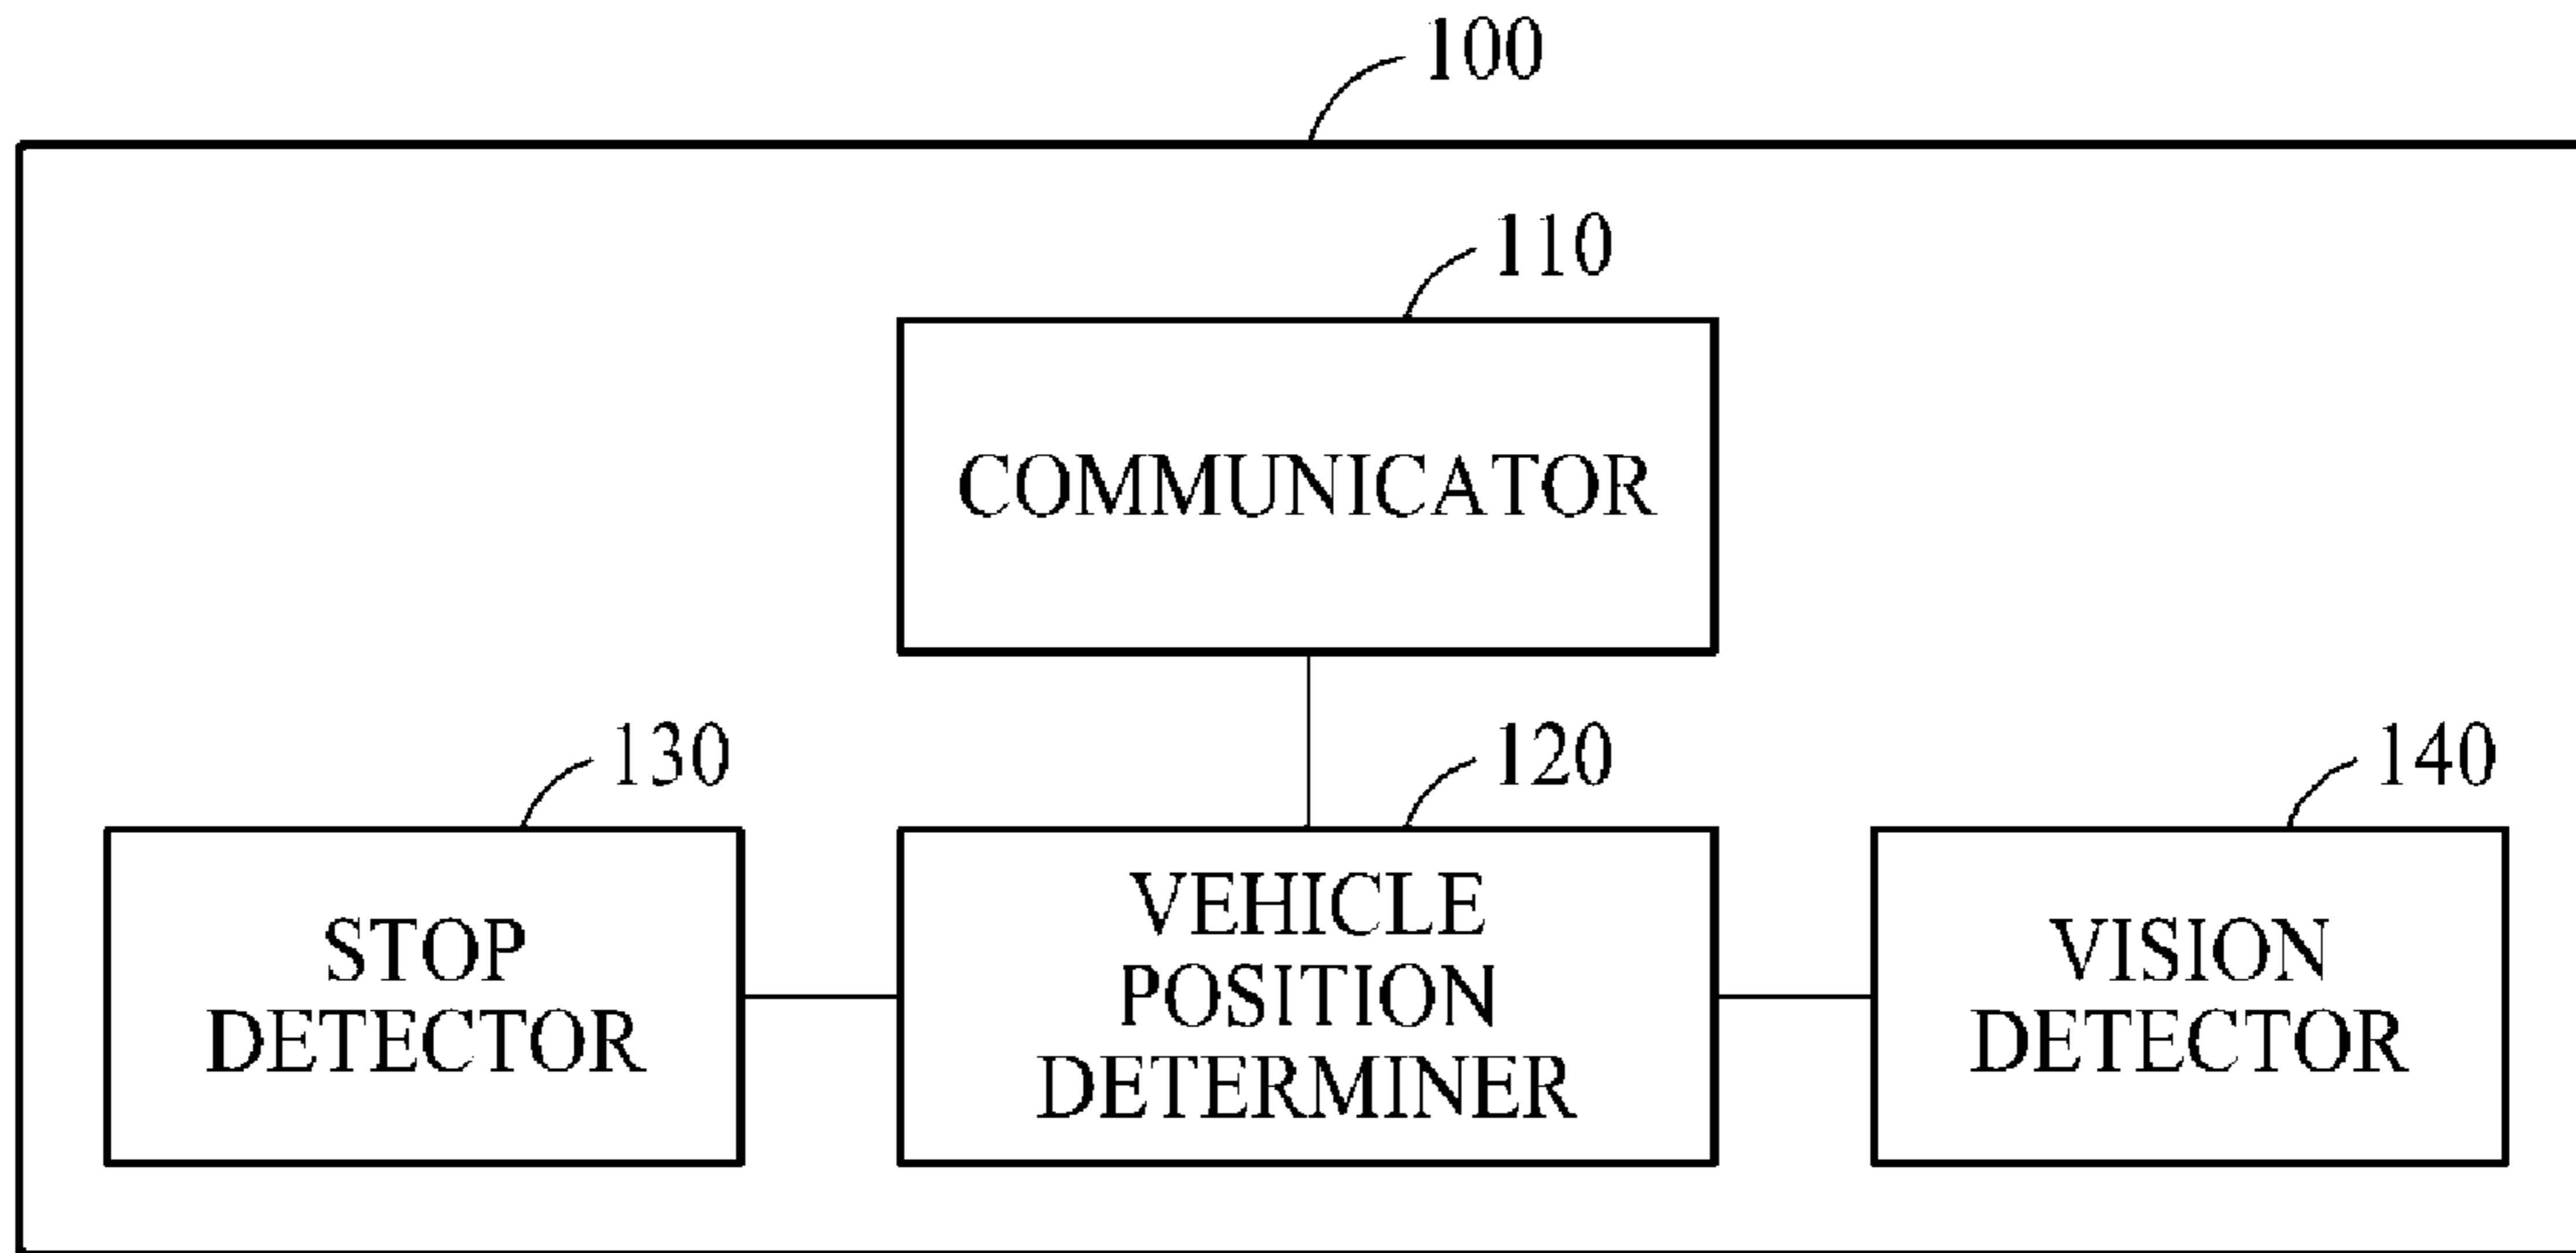 100
110
COMMUNICATOR
130
120
140
STOP
DETECTOR
VEHICLE
POSITION
DETERMINER
VISION
DETECTOR